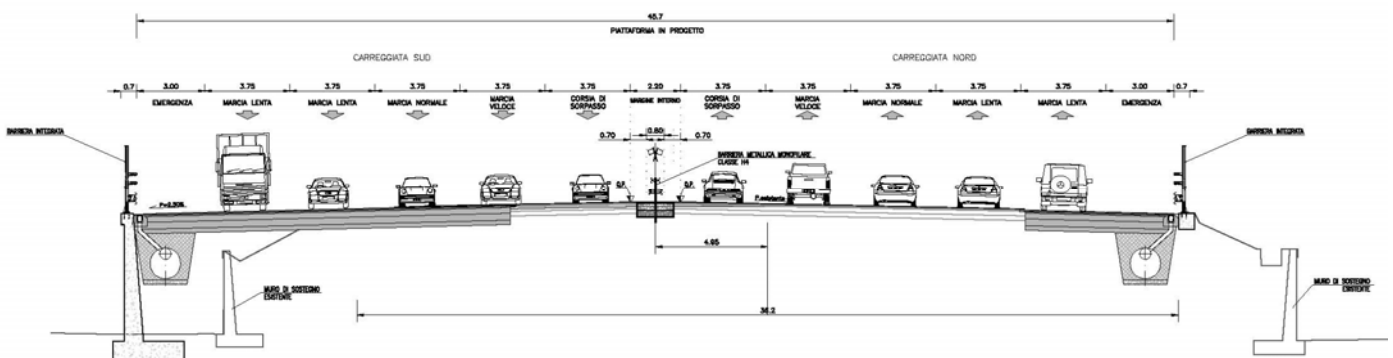 45.7
PIATTAFORMA IN PROGETTO
CARREGGIATA SUD
CARREGGIATA NORD
0.7 3.00 3.75 3.75 3.75 3.75 3.75 2.20 3.75 3.75 3.75 3.75 3.75 3.00 0.7
EMERGENZA MARCIA LENTA MARCIA LENTA MARCIA NORMALE MARCIA VELOCE CORSIA DI SORPASSO MARGINE INTERNO CORSIA DI SORPASSO MARCIA VELOCE MARCIA NORMALE MARCIA LENTA MARCIA LENTA EMERGENZA
0.80
0.70 0.70
BARRIERA INTEGRATA
BARRIERA INTEGRATA
BARRIERA METALLICA MONOFILARE
CLASSE H4
P.esistente
4.95
MURO DI SOSTEGNO
ESISTENTE
MURO DI SOSTEGNO
ESISTENTE
36.2